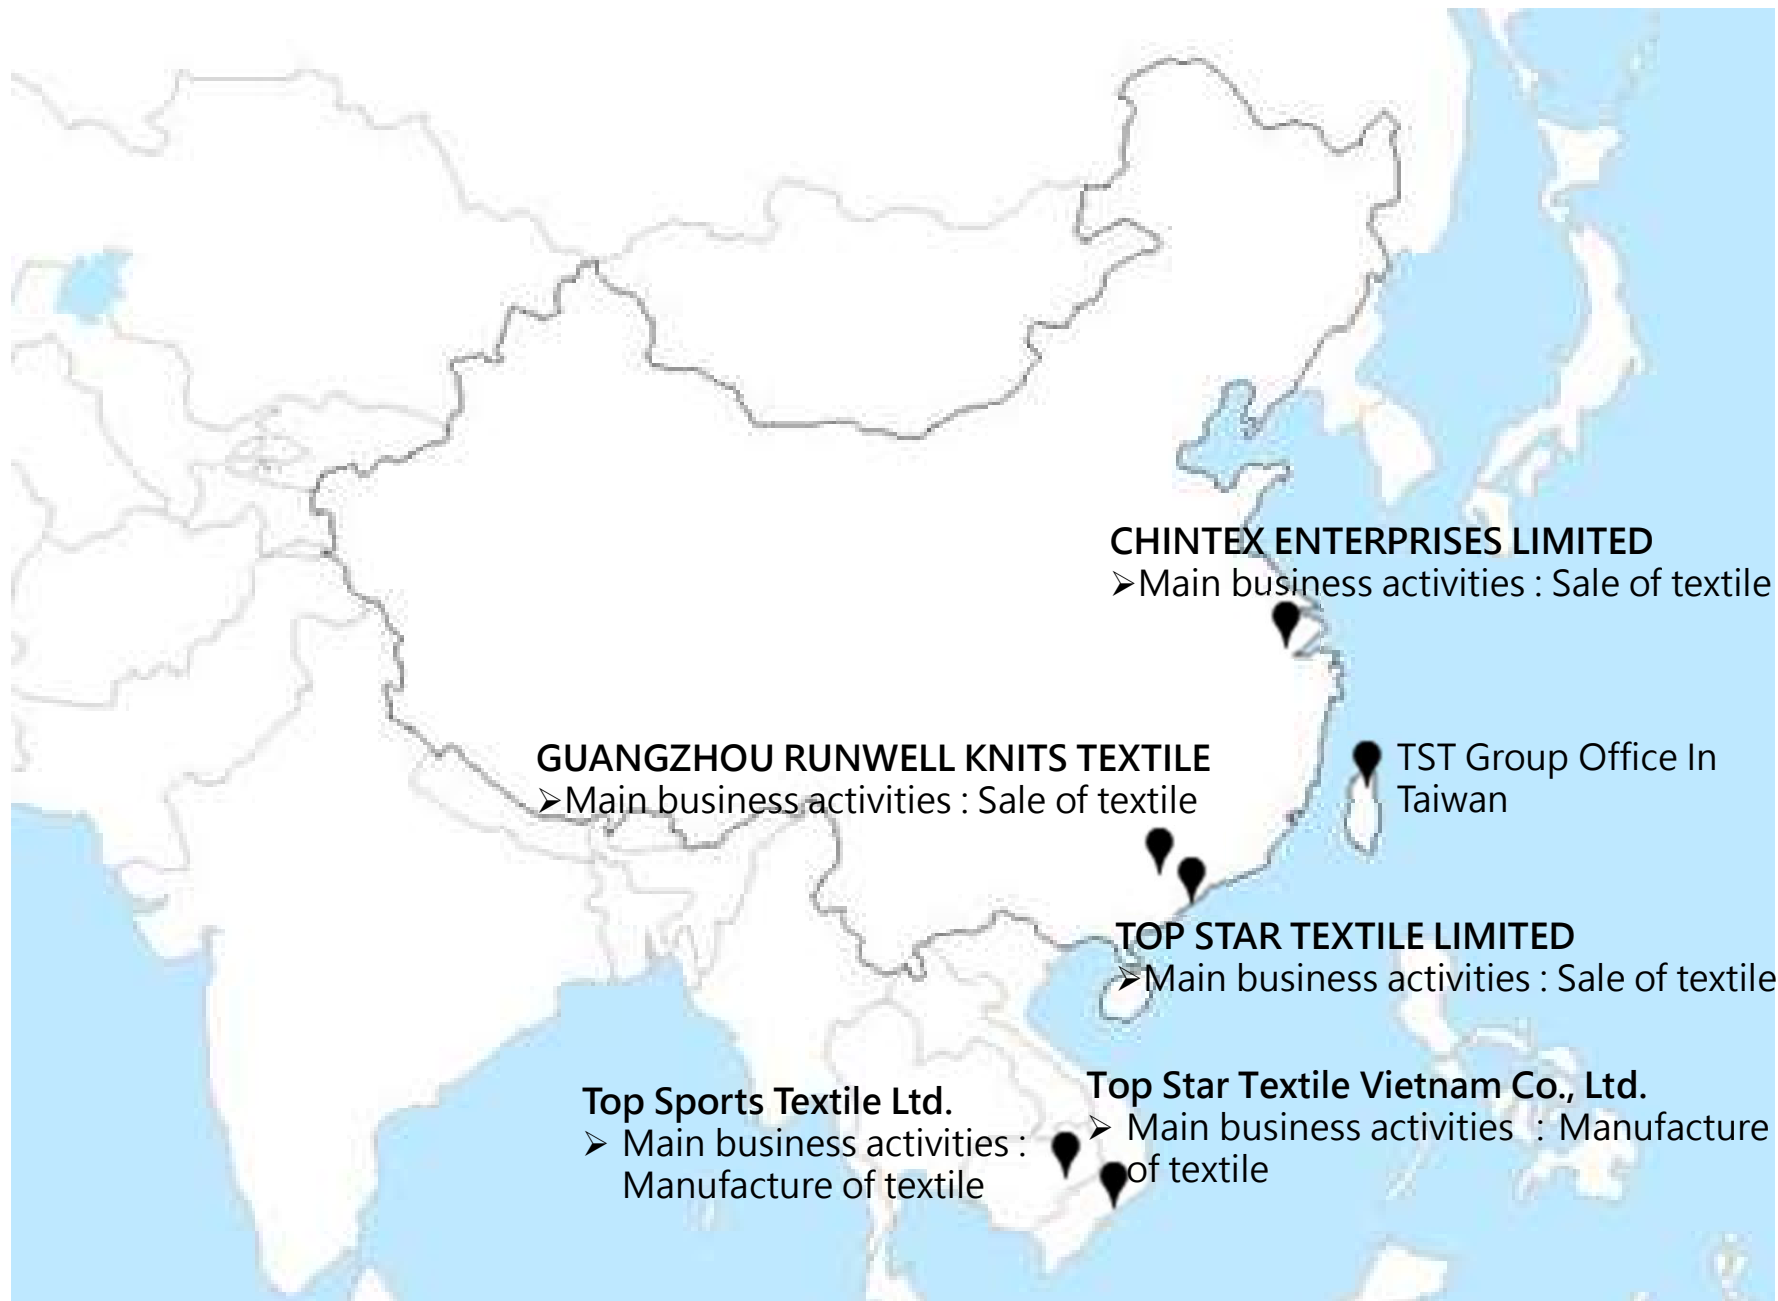 CHINTEX ENTERPRISES LIMITED
➢Main business activities : Sale of textile
GUANGZHOU RUNWELL KNITS TEXTILE
➢Main business activities : Sale of textile
TST Group Office In
Taiwan
TOP STAR TEXTILE LIMITED
➢Main business activities : Sale of textile
Top Sports Textile Ltd.
➢ Main business activities :
Manufacture of textile
Top Star Textile Vietnam Co., Ltd.
➢ Main business activities : Manufacture
of textile